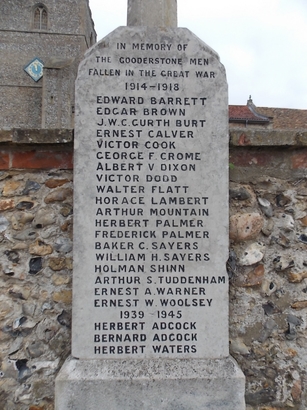 IN MEMORY OF
THE GOODERSTONE MEN
FALLEN IN THE GREAT WAR
1914-1918
EDWARD BARRETT
EDGAR BROWN
J.W.C. CURTH BURT
ERNEST CALVER
VICTOR COOK
GEORGE F. CROME
ALBERT V DIXON
VICTOR DODD
WALTER FLATT
HORACE LAMBERT
ARTHUR MOUNTAIN
HERBERT PALMER
FREDERICK PALMER
BAKER C. SAYERS
WILLIAM H. SAYERS
HOLMAN SHINN
ARTHUR S. TUDDENHAM
ERNEST A. WARNER
ERNEST W. WOOLSEY
1939-1945
HERBERT ADCOCK
BERNARD ADCOCK
HERBERT WATERS